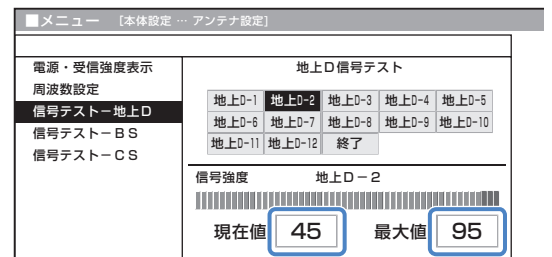 ■メニュー [本体設定 … アンテナ設定]
電源・受信強度表示
周波数設定
信号テストー地上D
信号テストーBS
信号テストーCS
地上D信号テスト
地上D-1 地上D-2 地上D-3 地上D-4 地上D-5
地上D-6 地上D-7 地上D-8 地上D-9 地上D-10
地上D-11 地上D-12 終了
信号強度 地上D－2
現在値 45 最大値 95